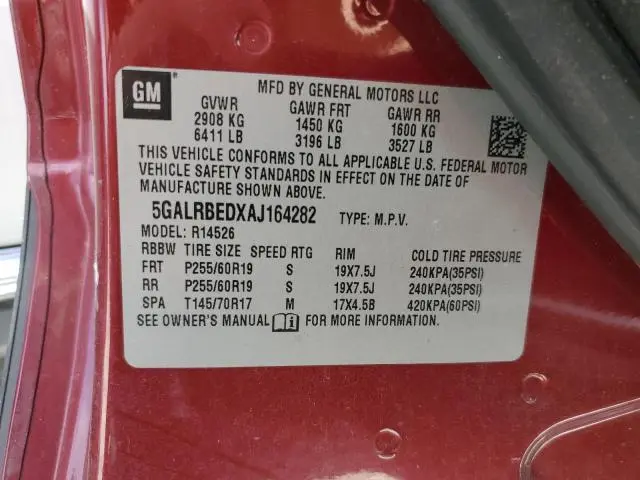 GM
MFD BY GENERAL MOTORS LLC
GVWR GAWR FRT GAWR RR
2908 KG 1450 KG 1600 KG
6411 LB 3196 LB 3527 LB
THIS VEHICLE CONFORMS TO ALL APPLICABLE U.S. FEDERAL MOTOR
VEHICLE SAFETY STANDARDS IN EFFECT ON THE DATE OF
MANUFACTURE SHOWN ABOVE.
5GALRBEDXAJ164282 TYPE: M.P.V.
MODEL: R14526
RBBW TIRE SIZE SPEED RTG RIM COLD TIRE PRESSURE
FRT P255/60R19 S 19X7.5J 240KPA(35PSI)
RR P255/60R19 S 19X7.5J 240KPA(35PSI)
SPA T145/70R17 M 17X4.5B 420KPA(60PSI)
SEE OWNER'S MANUAL FOR MORE INFORMATION.